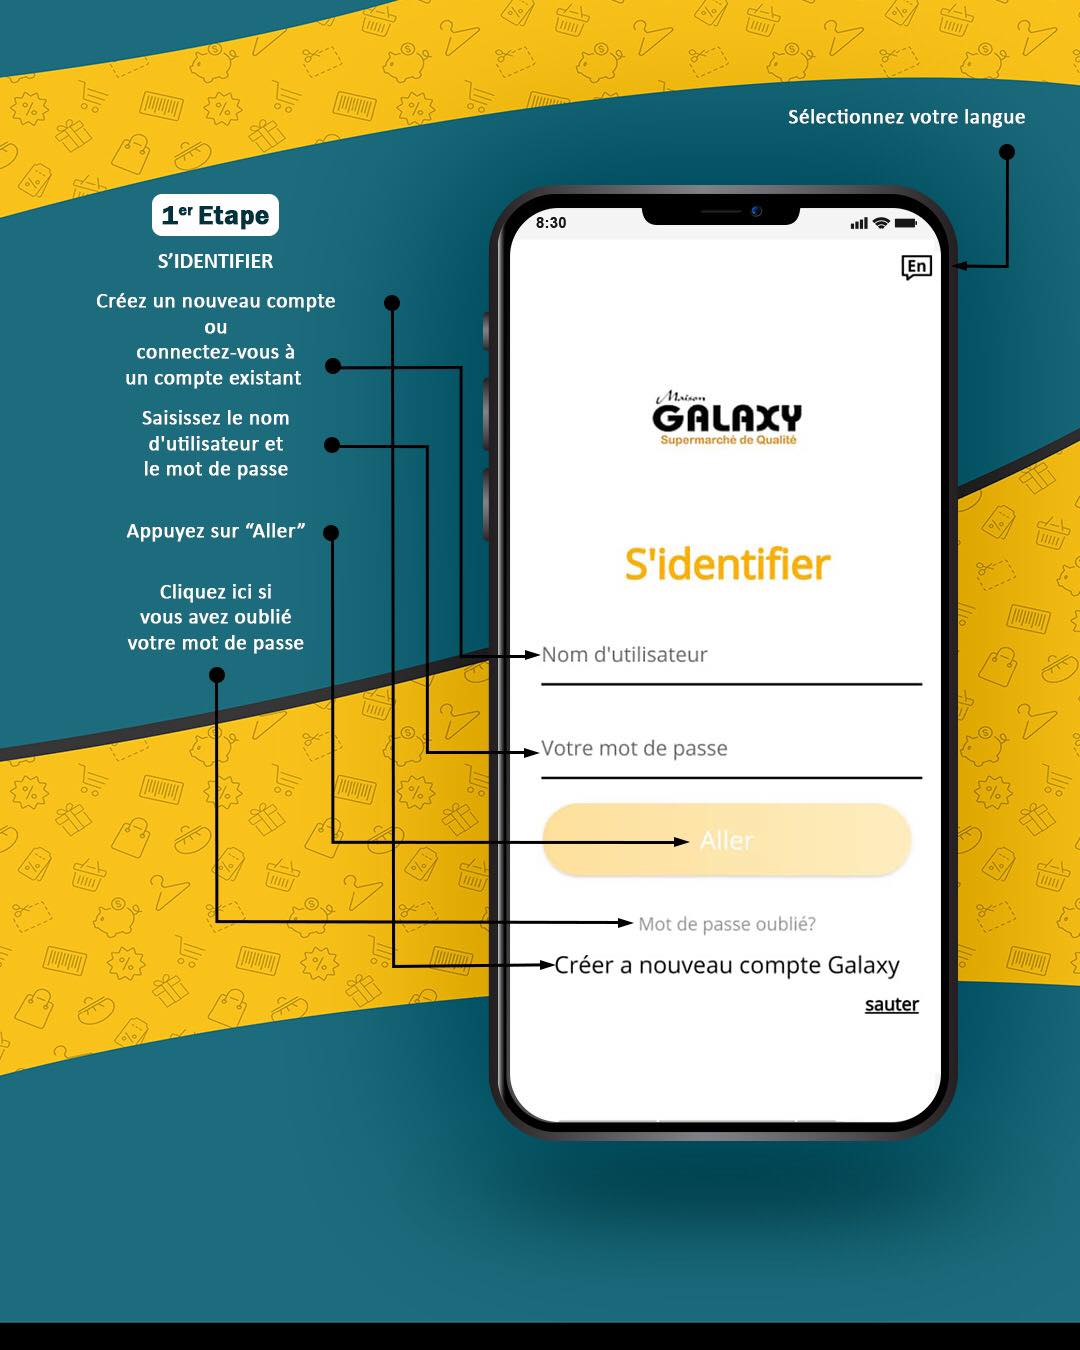 Sélectionnez votre langue
1er Etape
S'IDENTIFIER
Créez un nouveau compte
ou
connectez-vous à
un compte existant
Saisissez le nom
d'utilisateur et
le mot de passe
Appuyez sur “Aller”
Cliquez ici si
vous avez oublié
votre mot de passe
8:30
En
Maison
GALAXY
Supermarché de Qualité
S'identifier
Nom d'utilisateur
Votre mot de passe
Aller
Mot de passe oublié?
Créer a nouveau compte Galaxy
sauter